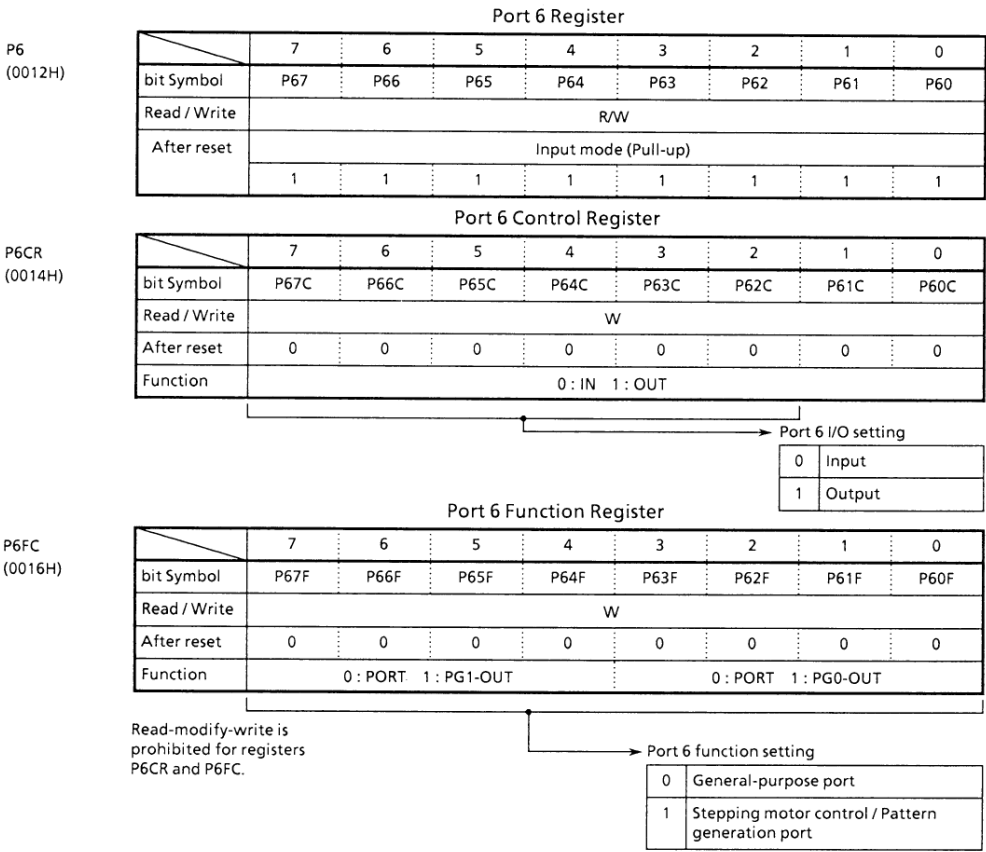 Port 6 Register
P6
(0012H)
7 6 5 4 3 2 1 0
bit Symbol P67 P66 P65 P64 P63 P62 P61 P60
Read / Write R/W
After reset Input mode (Pull-up)
1 1 1 1 1 1 1 1
Port 6 Control Register
P6CR
(0014H)
7 6 5 4 3 2 1 0
bit Symbol P67C P66C P65C P64C P63C P62C P61C P60C
Read / Write W
After reset 0 0 0 0 0 0 0 0
Function 0 : IN 1 : OUT
Port 6 I/O setting
0 Input
1 Output
Port 6 Function Register
P6FC
(0016H)
7 6 5 4 3 2 1 0
bit Symbol P67F P66F P65F P64F P63F P62F P61F P60F
Read / Write W
After reset 0 0 0 0 0 0 0 0
Function 0 : PORT 1 : PG1-OUT 0 : PORT 1 : PG0-OUT
Read-modify-write is
prohibited for registers
P6CR and P6FC.
Port 6 function setting
0 General-purpose port
1 Stepping motor control / Pattern
generation port